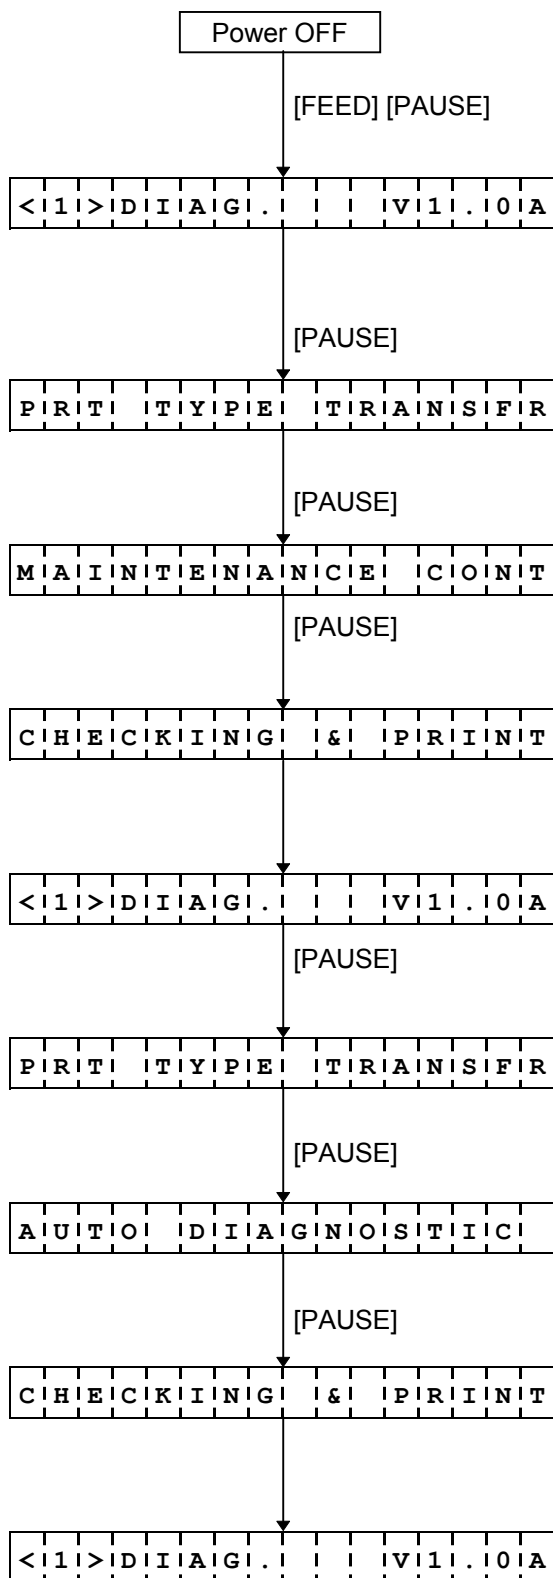 Power OFF
[FEED] [PAUSE]
<1>DIAG.   V1.0A
[PAUSE]
PRT TYPE TRANSFR
[PAUSE]
MAINTENANCE CONT
[PAUSE]
CHECKING & PRINT
<1>DIAG.   V1.0A
[PAUSE]
PRT TYPE TRANSFR
[PAUSE]
AUTO DIAGNOSTIC
[PAUSE]
CHECKING & PRINT
<1>DIAG.   V1.0A